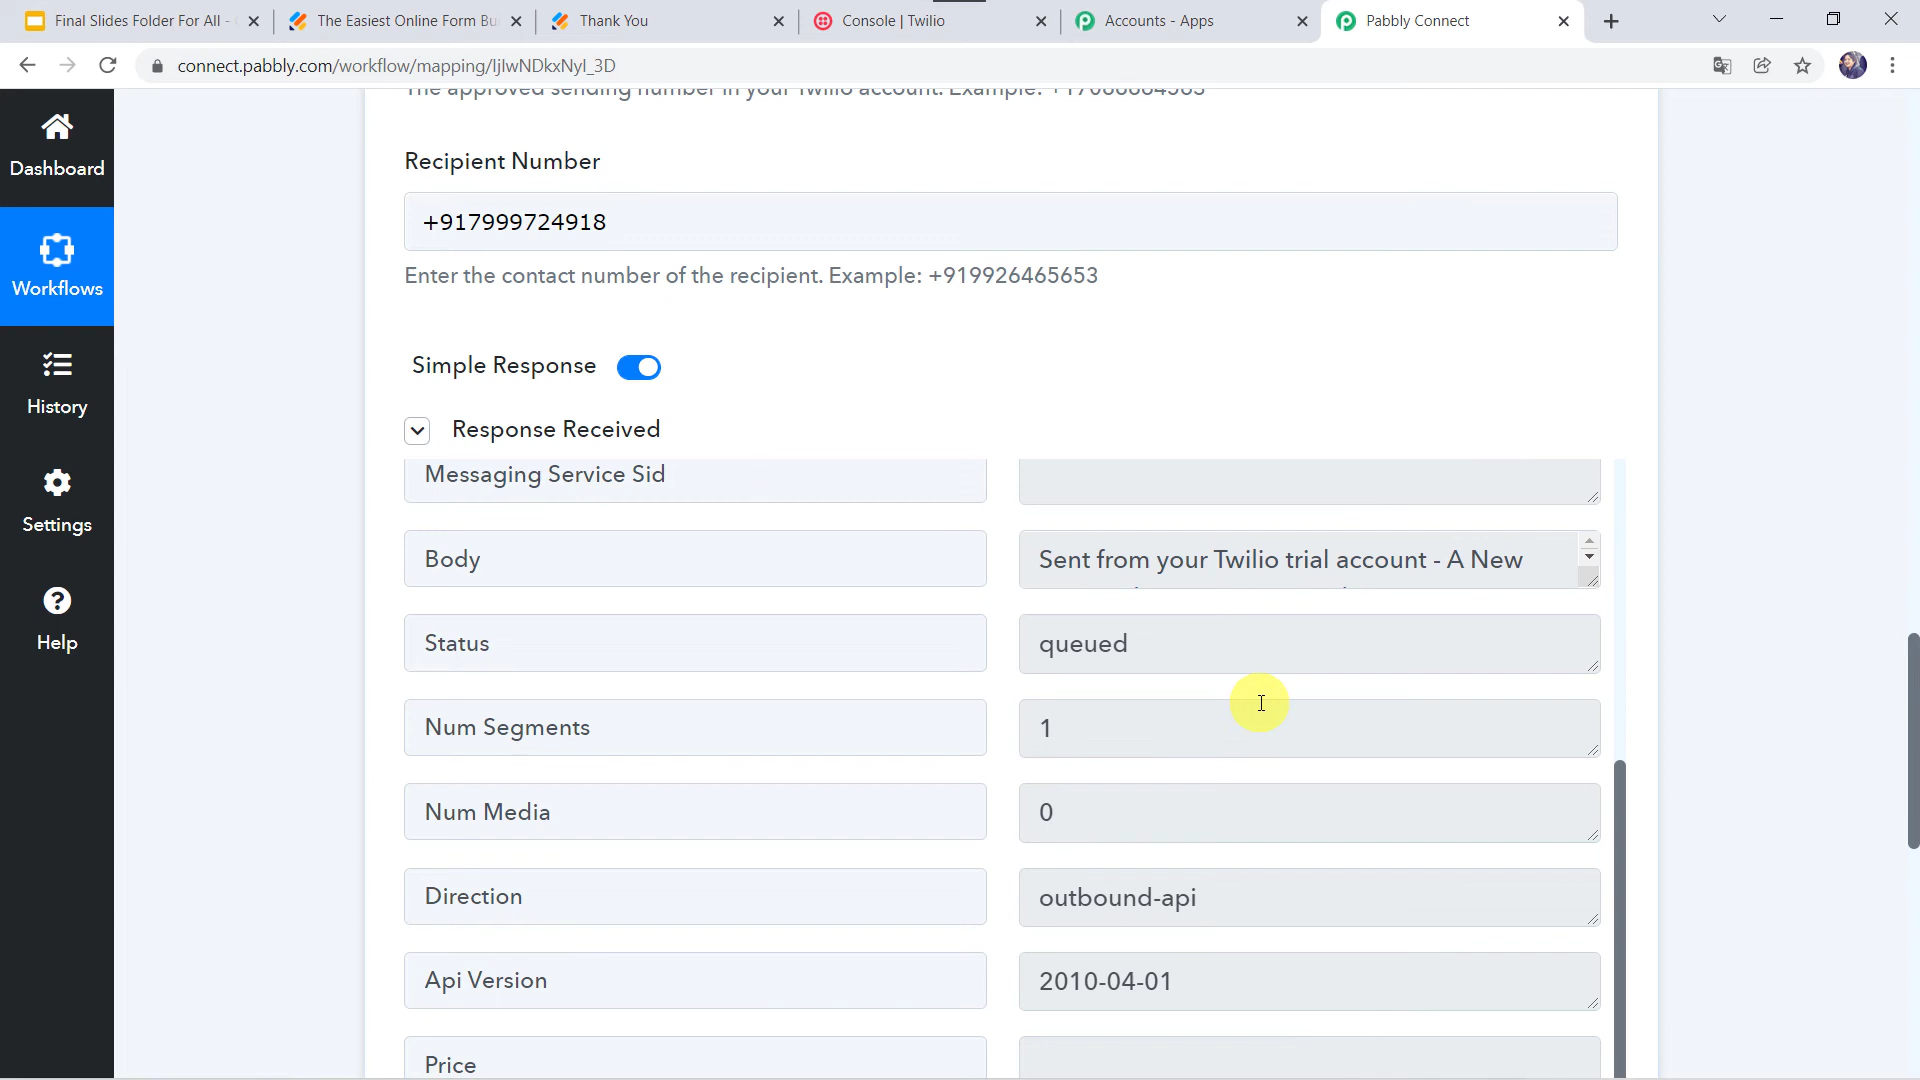 Final Slides Folder For All -
The Easiest Online Form Bu
Thank You
Console | Twilio
Accounts - Apps
Pabbly Connect
connect.pabbly.com/workflow/mapping/IjIwNDkxNyI_3D
The approved sending number in your Twilio account. Example:
Dashboard
Workflows
History
Settings
Help
Recipient Number
+917999724918
Enter the contact number of the recipient. Example: +919926465653
Simple Response
Response Received
Messaging Service Sid
Body
Sent from your Twilio trial account - A New
Status
queued
Num Segments
1
Num Media
0
Direction
outbound-api
Api Version
2010-04-01
Price